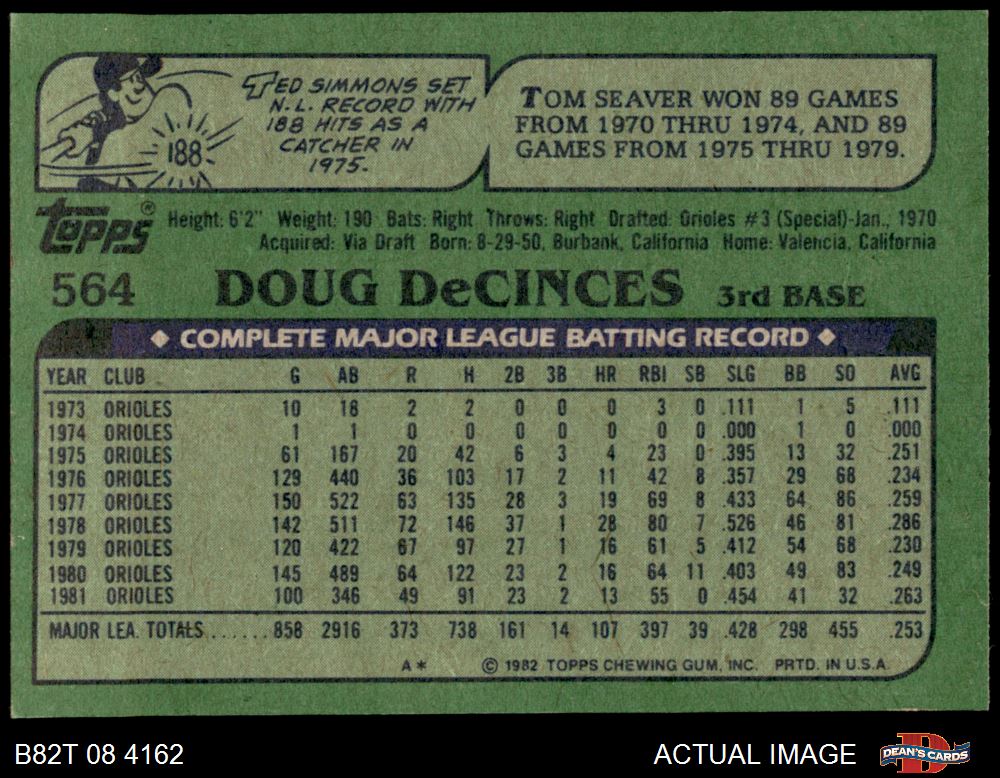 TED SIMMONS SET
N.L. RECORD WITH
188 HITS AS A
CATCHER IN
1975.
188
TOM SEAVER WON 89 GAMES
FROM 1970 THRU 1974, AND 89
GAMES FROM 1975 THRU 1979.
topps® Height: 6'2" Weight: 190 Bats: Right Throws: Right Drafted: Orioles #3 (Special)-Jan., 1970
Acquired: Via Draft Born: 8-29-50, Burbank, California Home: Valencia, California
564 DOUG DeCINCES 3rd BASE
◆ COMPLETE MAJOR LEAGUE BATTING RECORD ◆
YEAR CLUB G AB R H 2B 3B HR RBI SB SLG BB SO AVG
1973 ORIOLES 10 18 2 2 0 0 0 3 0 .111 1 5 .111
1974 ORIOLES 1 1 0 0 0 0 0 0 0 .000 1 0 .000
1975 ORIOLES 61 167 20 42 6 3 4 23 0 .395 13 32 .251
1976 ORIOLES 129 440 36 103 17 2 11 42 8 .357 29 68 .234
1977 ORIOLES 150 522 63 135 28 3 19 69 8 .433 64 86 .259
1978 ORIOLES 142 511 72 146 37 1 28 80 7 .526 46 81 .286
1979 ORIOLES 120 422 67 97 27 1 16 61 5 .412 54 68 .230
1980 ORIOLES 145 489 64 122 23 2 16 64 11 .403 49 83 .249
1981 ORIOLES 100 346 49 91 23 2 13 55 0 .454 41 32 .263
MAJOR LEA. TOTALS ...... 858 2916 373 738 161 14 107 397 39 .428 298 455 .253
A* © 1982 TOPPS CHEWING GUM, INC. PRTD. IN U.S.A.
B82T 08 4162 ACTUAL IMAGE D DEAN'S CARDS